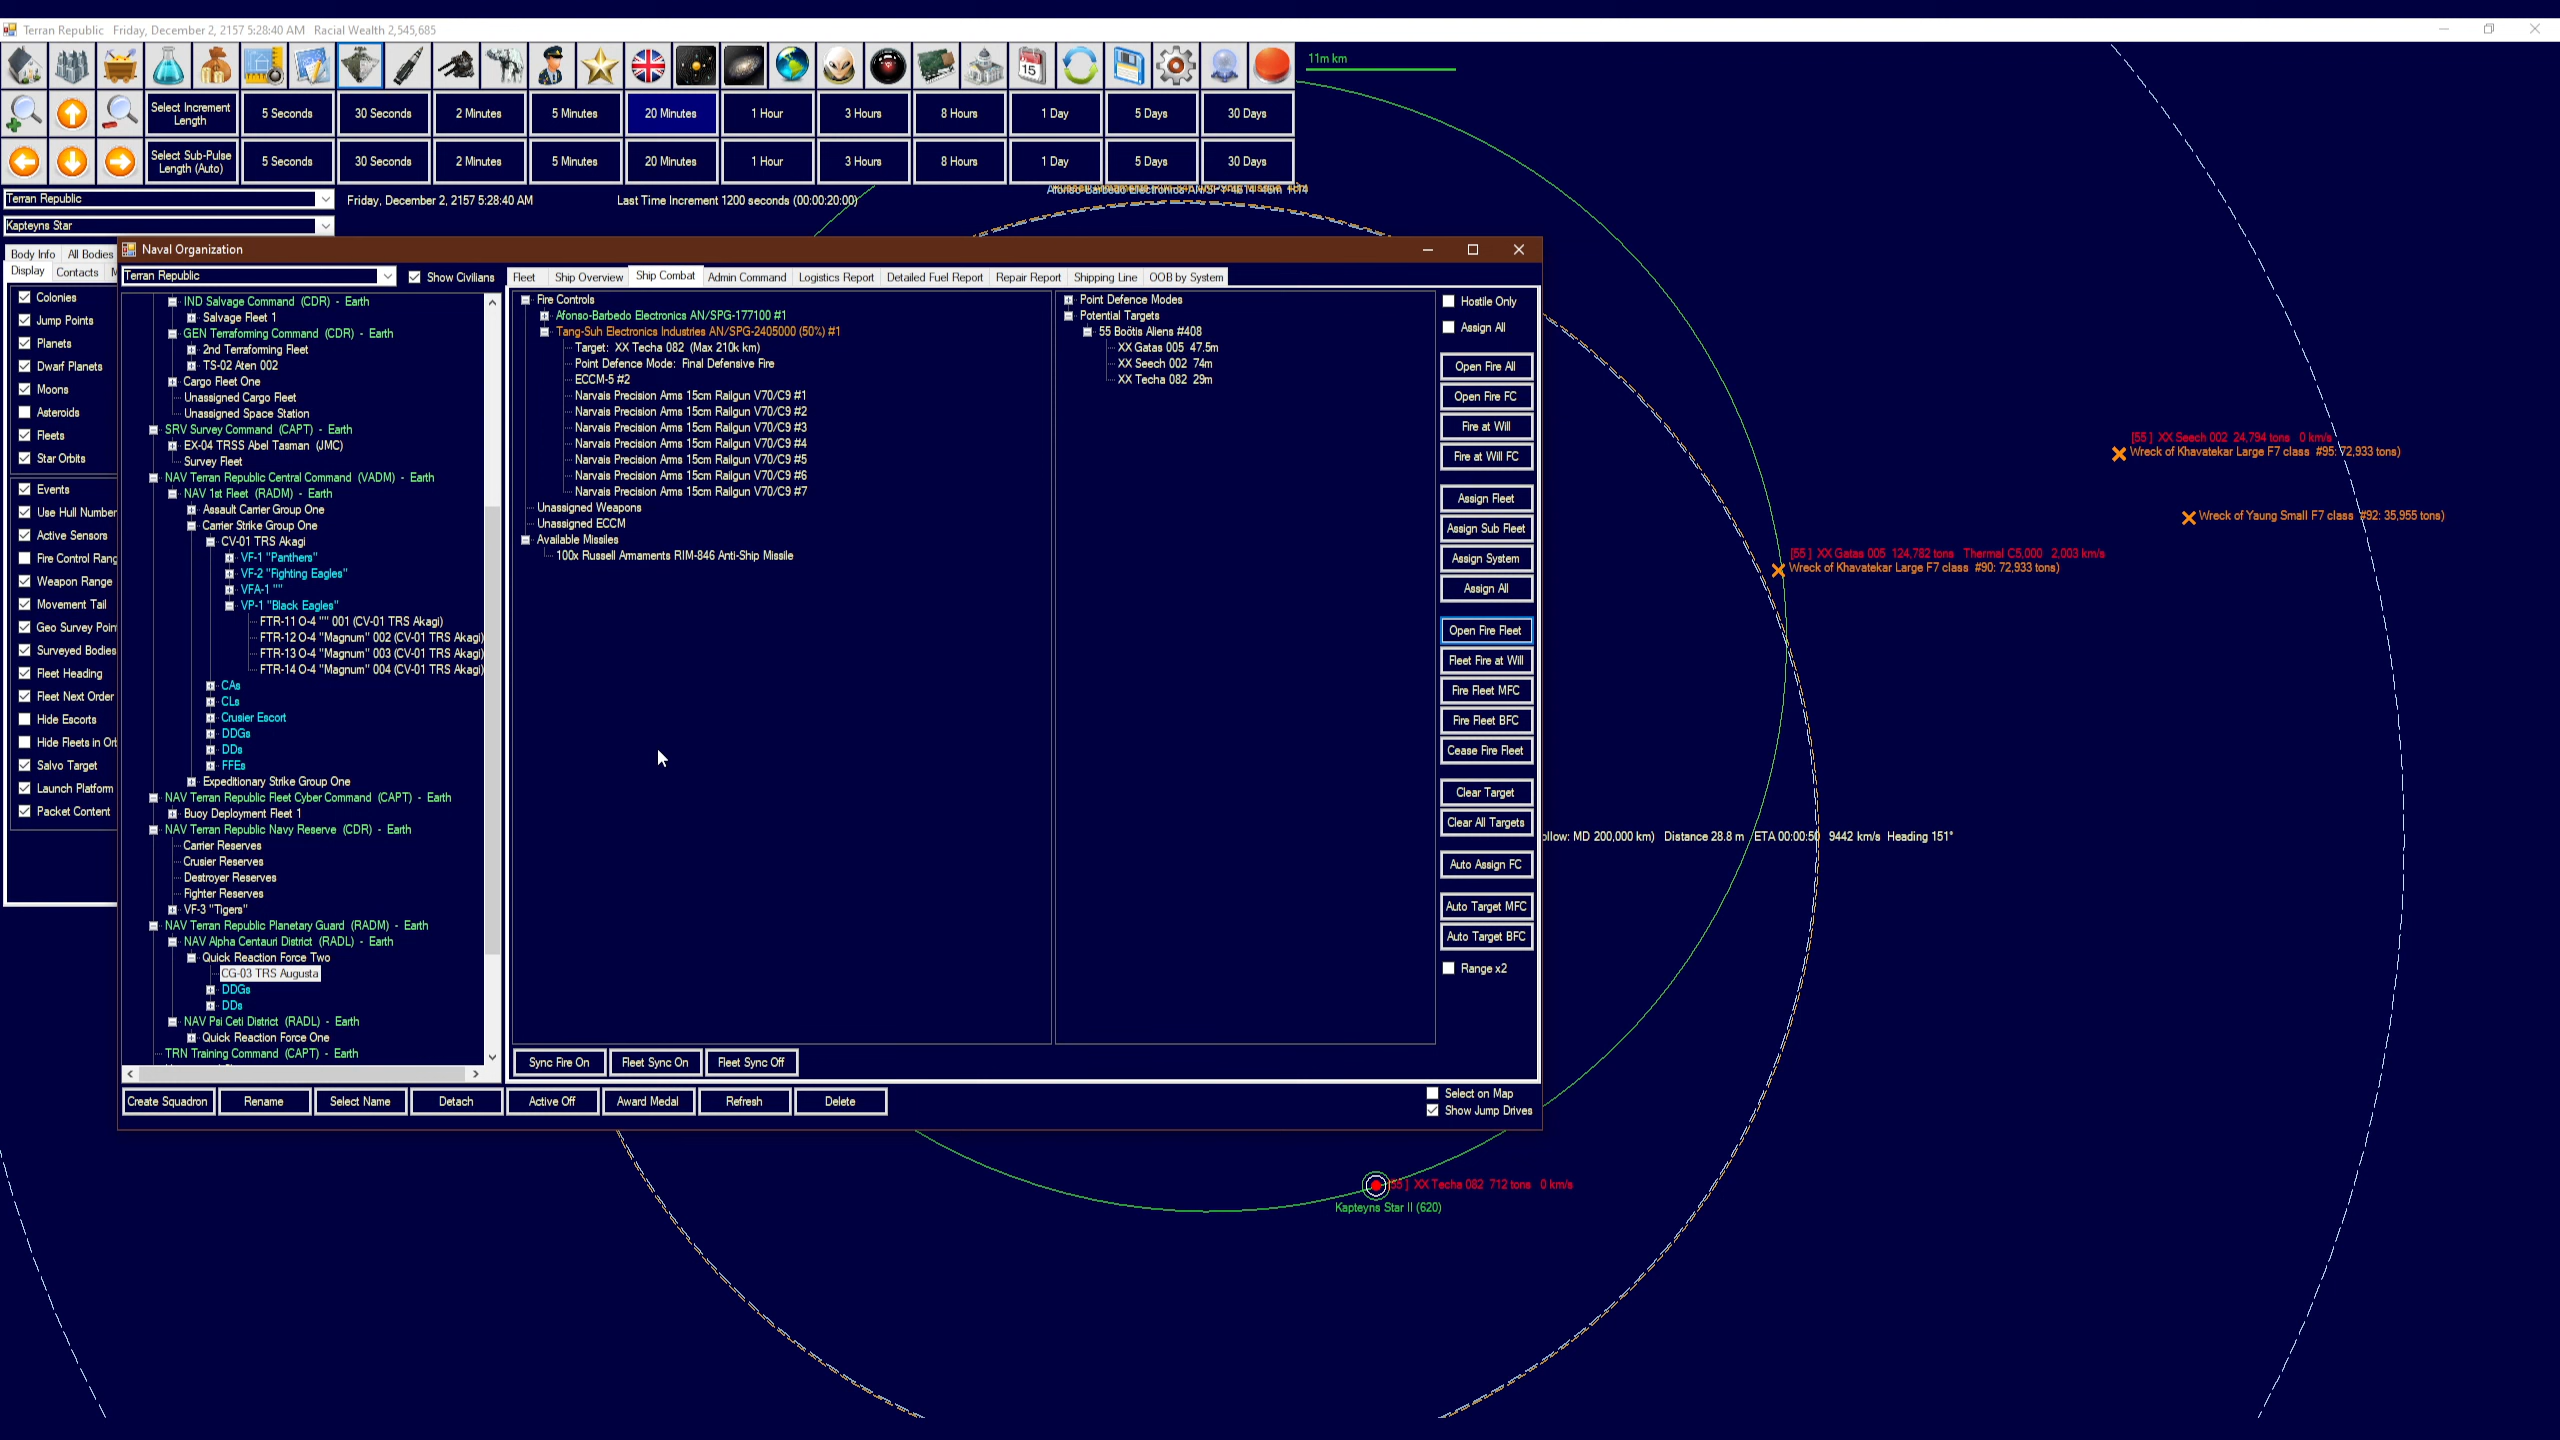 Terran Republic   Friday, December 2, 2157 5:28:40 AM   Racial Wealth 2,545,685
11m km
15
Select Increment Length
5 Seconds
30 Seconds
2 Minutes
5 Minutes
20 Minutes
1 Hour
3 Hours
8 Hours
1 Day
5 Days
30 Days
Select Sub-Pulse Length (Auto)
5 Seconds
30 Seconds
2 Minutes
5 Minutes
20 Minutes
1 Hour
3 Hours
8 Hours
1 Day
5 Days
30 Days
Terran Republic
Friday, December 2, 2157 5:28:40 AM
Last Time Increment 1200 seconds (00:00:20:00)
Kapteyns Star
Body Info
All Bodies
Display
Contacts
Colonies
Jump Points
Planets
Dwarf Planets
Moons
Asteroids
Fleets
Star Orbits
Events
Use Hull Number
Active Sensors
Fire Control Rang
Weapon Range
Movement Tail
Geo Survey Poin
Surveyed Bodies
Fleet Heading
Fleet Next Order
Hide Escorts
Hide Fleets in Orb
Salvo Target
Launch Platform
Packet Content
Naval Organization
Terran Republic
Show Civilians
Fleet
Ship Overview
Ship Combat
Admin Command
Logistics Report
Detailed Fuel Report
Repair Report
Shipping Line
OOB by System
IND Salvage Command (CDR) - Earth
Salvage Fleet 1
GEN Terraforming Command (CDR) - Earth
2nd Terraforming Fleet
TS-02 Aten 002
Cargo Fleet One
Unassigned Cargo Fleet
Unassigned Space Station
SRV Survey Command (CAPT) - Earth
EX-04 TRSS Abel Tasman (JMC)
Survey Fleet
NAV Terran Republic Central Command (VADM) - Earth
NAV 1st Fleet (RADM) - Earth
Assault Carrier Group One
Carrier Strike Group One
CV-01 TRS Akagi
VF-1 "Panthers"
VF-2 "Fighting Eagles"
VFA-1 ""
VP-1 "Black Eagles"
FTR-11 O-4 "" 001 (CV-01 TRS Akagi)
FTR-12 O-4 "Magnum" 002 (CV-01 TRS Akagi)
FTR-13 O-4 "Magnum" 003 (CV-01 TRS Akagi)
FTR-14 O-4 "Magnum" 004 (CV-01 TRS Akagi)
CAs
CLs
Crusier Escort
DDGs
DDs
FFEs
Expeditionary Strike Group One
NAV Terran Republic Fleet Cyber Command (CAPT) - Earth
Buoy Deployment Fleet 1
NAV Terran Republic Navy Reserve (CDR) - Earth
Carrier Reserves
Crusier Reserves
Destroyer Reserves
Fighter Reserves
VF-3 "Tigers"
NAV Terran Republic Planetary Guard (RADM) - Earth
NAV Alpha Centauri District (RADL) - Earth
Quick Reaction Force Two
CG-03 TRS Augusta
DDGs
DDs
NAV Psi Ceti District (RADL) - Earth
Quick Reaction Force One
TRN Training Command (CAPT) - Earth
Fire Controls
Afonso-Barbedo Electronics AN/SPG-177100 #1
Tang-Suh Electronics Industries AN/SPG-2405000 (50%) #1
Target: XX Techa 082 (Max 210k km)
Point Defence Mode: Final Defensive Fire
ECCM-5 #2
Narvais Precision Arms 15cm Railgun V70/C9 #1
Narvais Precision Arms 15cm Railgun V70/C9 #2
Narvais Precision Arms 15cm Railgun V70/C9 #3
Narvais Precision Arms 15cm Railgun V70/C9 #4
Narvais Precision Arms 15cm Railgun V70/C9 #5
Narvais Precision Arms 15cm Railgun V70/C9 #6
Narvais Precision Arms 15cm Railgun V70/C9 #7
Unassigned Weapons
Unassigned ECCM
Available Missiles
100x Russell Armaments RIM-846 Anti-Ship Missile
Point Defence Modes
Potential Targets
55 Boötis Aliens #408
XX Gatas 005 47.5m
XX Seech 002 74m
XX Techa 082 29m
Hostile Only
Assign All
Open Fire All
Open Fire FC
Fire at Will
Fire at Will FC
Assign Fleet
Assign Sub Fleet
Assign System
Assign All
Open Fire Fleet
Fleet Fire at Will
Fire Fleet MFC
Fire Fleet BFC
Cease Fire Fleet
Clear Target
Clear All Targets
Auto Assign FC
Auto Target MFC
Auto Target BFC
Range x2
Sync Fire On
Fleet Sync On
Fleet Sync Off
Create Squadron
Rename
Select Name
Detach
Active Off
Award Medal
Refresh
Delete
Select on Map
Show Jump Drives
[55 ] XX Seech 002 24,794 tons 0 km/s
Wreck of Khavatekar Large F7 class #95: 72,933 tons)
Wreck of Yaung Small F7 class #92: 35,955 tons)
[55 ] XX Gatas 005 124,782 tons Thermal C5,000 2,003 km/s
Wreck of Khavatekar Large F7 class #90: 72,933 tons)
ollow: MD 200,000 km) Distance 28.8 m ETA 00:00:50 9442 km/s Heading 151°
55 ] XX Techa 082 712 tons 0 km/s
Kapteyns Star II (620)